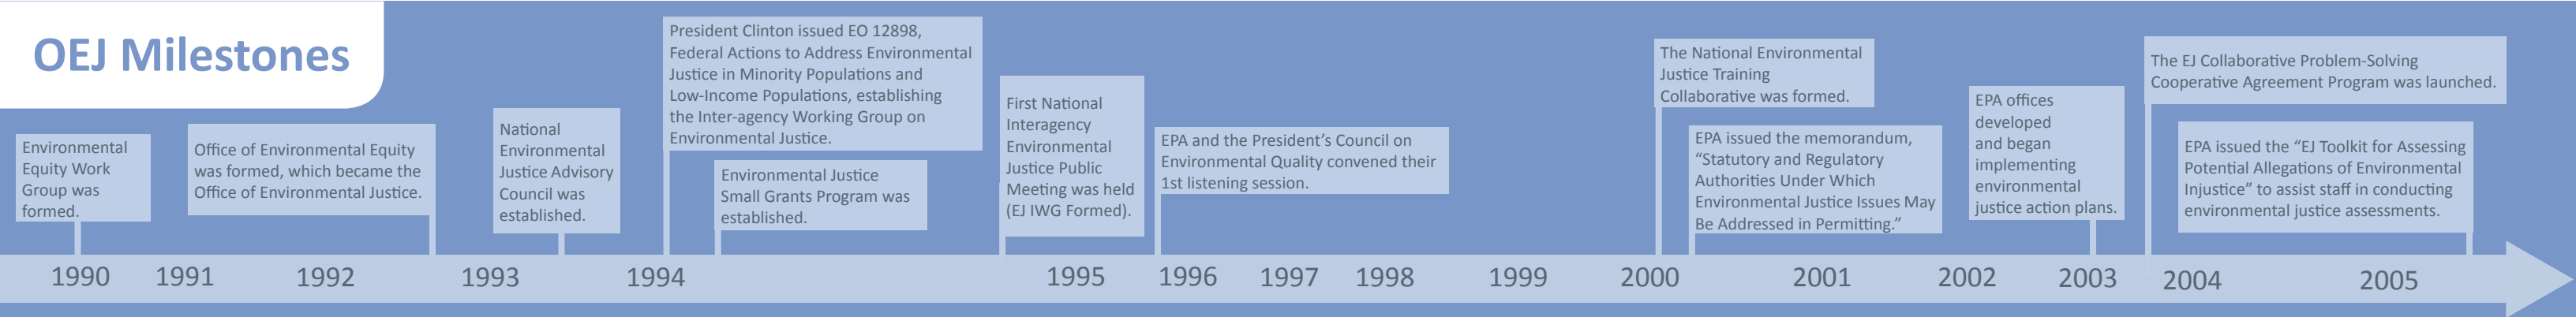 OEJ Milestones
Environmental
Equity Work
Group was
formed.
Office of Environmental Equity
was formed, which became the
Office of Environmental Justice.
National
Environmental
Justice Advisory
Council was
established.
President Clinton issued EO 12898,
Federal Actions to Address Environmental
Justice in Minority Populations and
Low-Income Populations, establishing
the Inter-agency Working Group on
Environmental Justice.
Environmental Justice
Small Grants Program was
established.
First National
Interagency
Environmental
Justice Public
Meeting was held
(EJ IWG Formed).
EPA and the President’s Council on
Environmental Quality convened their
1st listening session.
The National Environmental
Justice Training
Collaborative was formed.
EPA issued the memorandum,
“Statutory and Regulatory
Authorities Under Which
Environmental Justice Issues May
Be Addressed in Permitting.”
EPA offices
developed
and began
implementing
environmental
justice action plans.
The EJ Collaborative Problem-Solving
Cooperative Agreement Program was launched.
EPA issued the “EJ Toolkit for Assessing
Potential Allegations of Environmental
Injustice” to assist staff in conducting
environmental justice assessments.
1990 1991 1992 1993 1994 1995 1996 1997 1998 1999 2000 2001 2002 2003 2004 2005